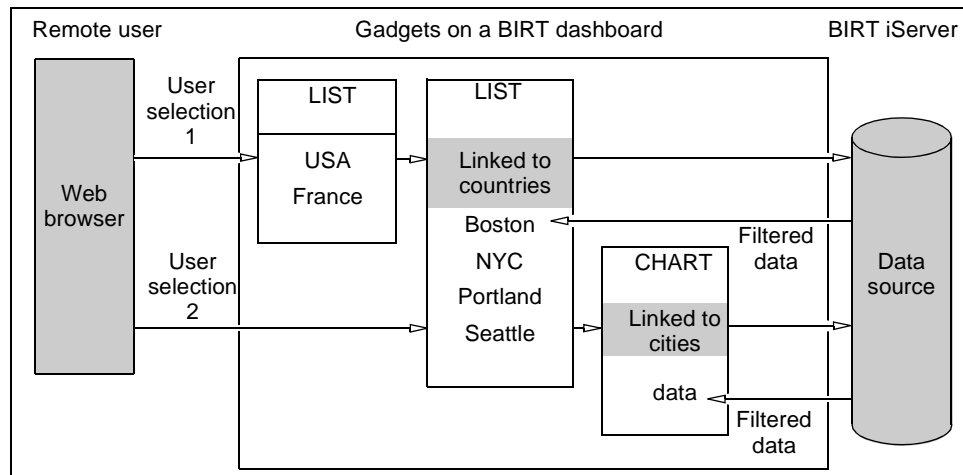 Remote user
Gadgets on a BIRT dashboard
BIRT iServer
User
selection
1
LIST
USA
France
LIST
Linked to
countries
Boston
NYC
Portland
Seattle
Web
browser
User
selection
2
Filtered
data
CHART
Linked to
cities
data
Filtered
data
Data
source